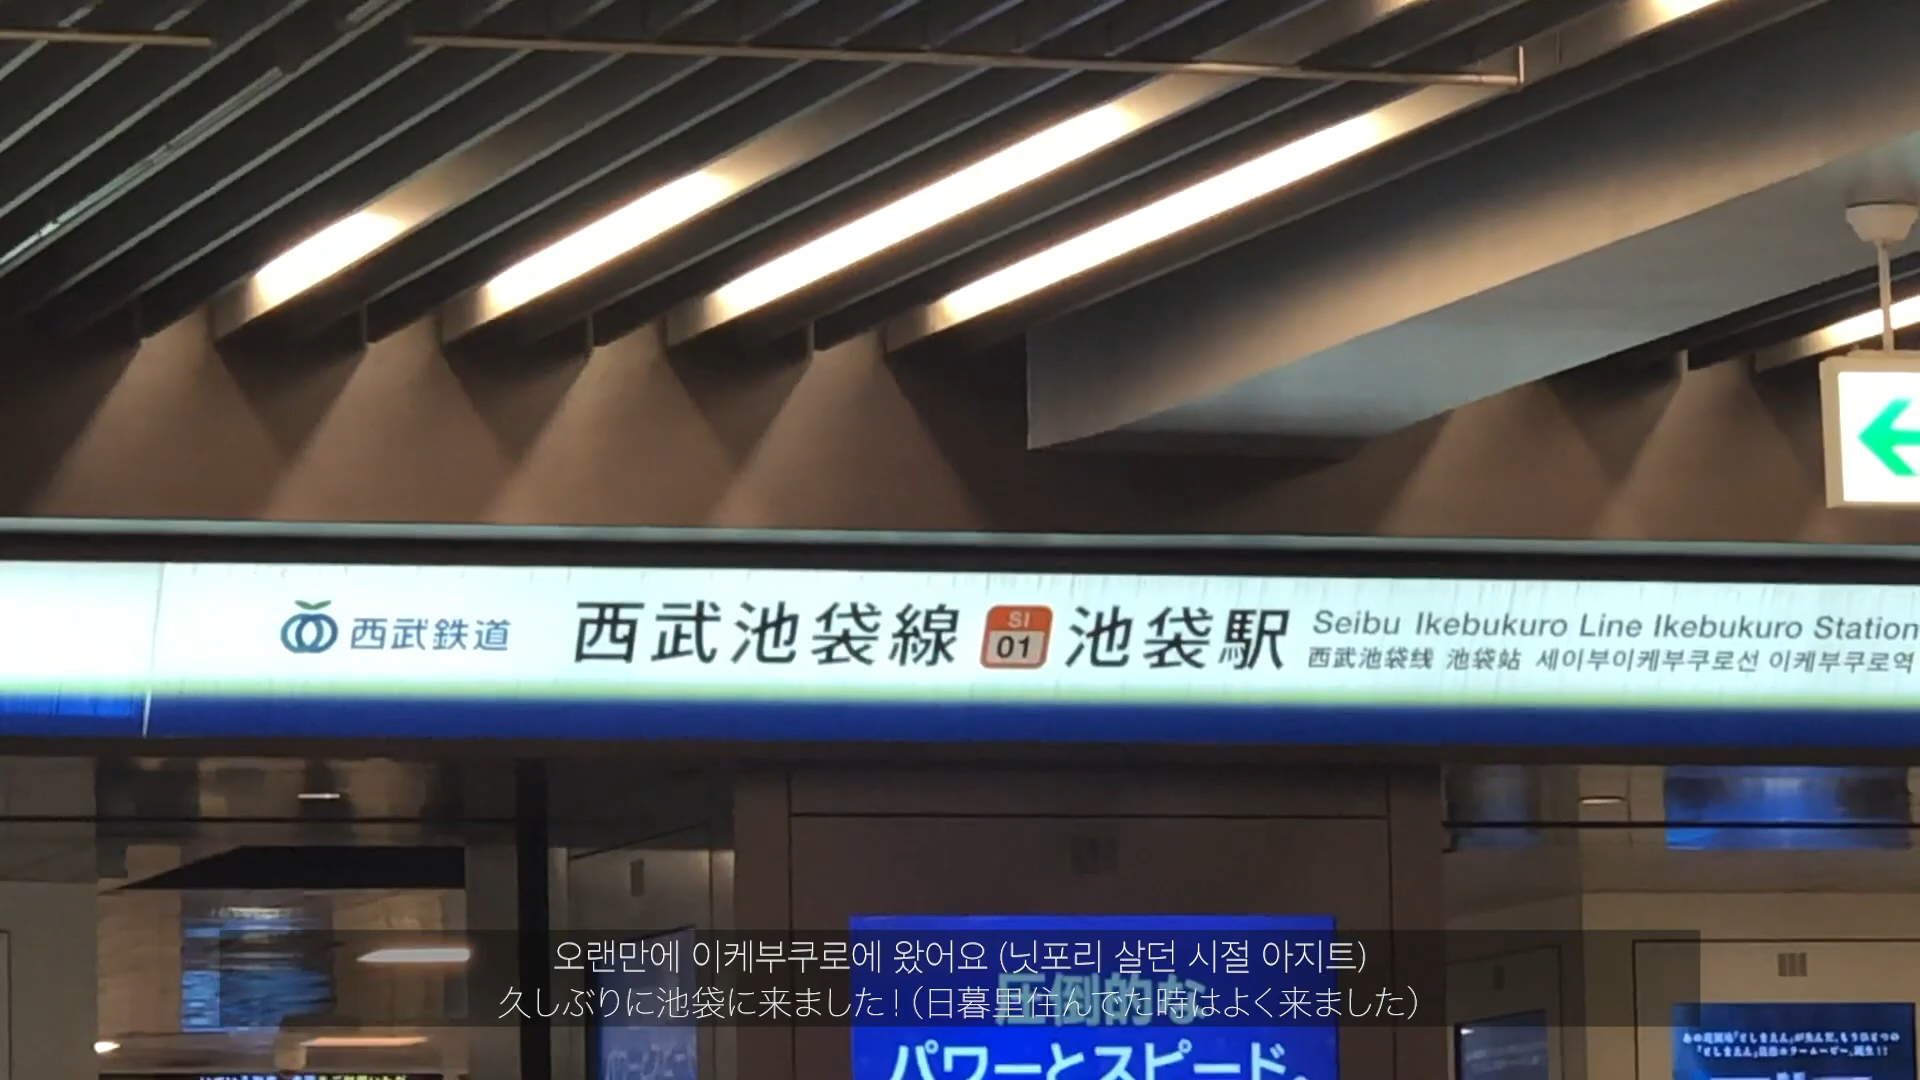 西武鉄道 西武池袋線 SI 01 池袋駅 Seibu Ikebukuro Line Ikebukuro Station
西武池袋线 池袋站 세이부이케부쿠로선 이케부쿠로역
오랜만에 이케부쿠로에 왔어요 (닛포리 살던 시절 아지트)
久しぶりに池袋に来ました！(日暮里住んでた時はよく来ました)
圧倒的な
パワーとスピード。